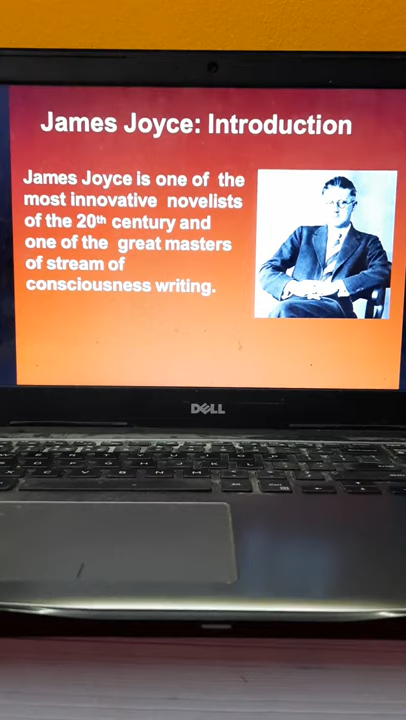 James Joyce: Introduction
James Joyce is one of the
most innovative novelists
of the 20th century and
one of the great masters
of stream of
consciousness writing.
DELL